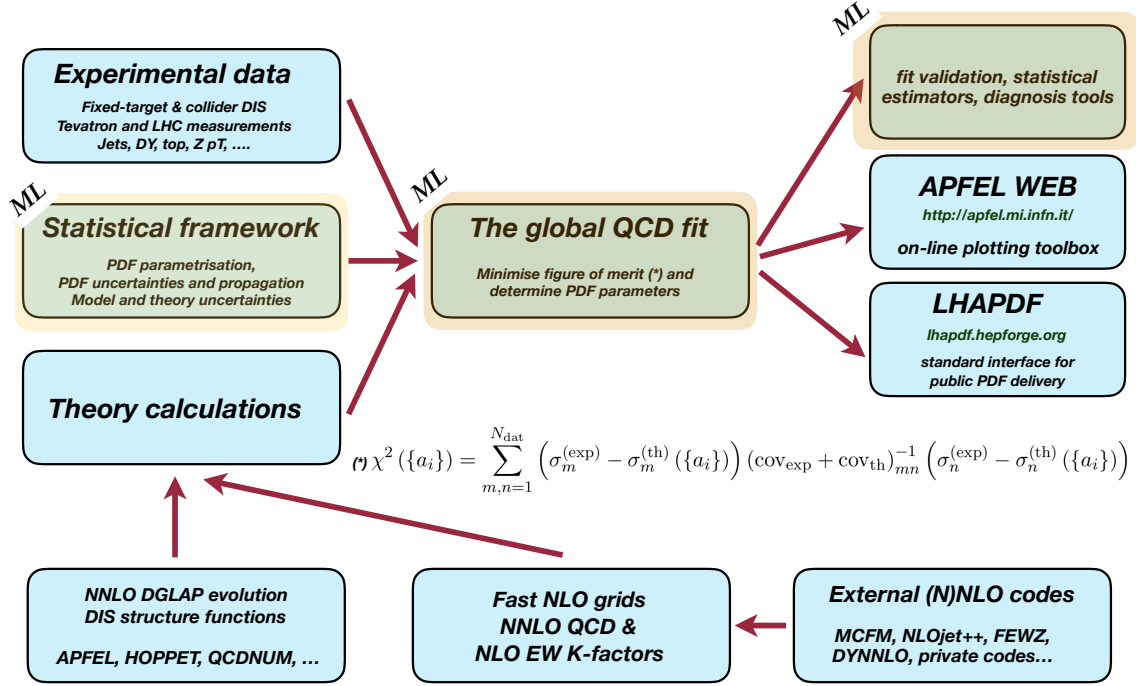 ML
Experimental data
Fixed-target & collider DIS
Tevatron and LHC measurements
Jets, DY, top, Z pT, ....
ML
Statistical framework
PDF parametrisation,
PDF uncertainties and propagation
Model and theory uncertainties
Theory calculations
ML
The global QCD fit
Minimise figure of merit (*) and
determine PDF parameters
ML
fit validation, statistical
estimators, diagnosis tools
APFEL WEB
http://apfel.mi.infn.it/
on-line plotting toolbox
LHAPDF
lhapdf.hepforge.org
standard interface for
public PDF delivery
(*) χ² ({a_i}) = ∑_{m,n=1}^{N_dat} (σ_m^{(exp)} − σ_m^{(th)} ({a_i})) (cov_exp + cov_th)_{mn}^{−1} (σ_n^{(exp)} − σ_n^{(th)} ({a_i}))
NNLO DGLAP evolution
DIS structure functions
APFEL, HOPPET, QCDNUM, ...
Fast NLO grids
NNLO QCD &
NLO EW K-factors
External (N)NLO codes
MCFM, NLOjet++, FEWZ,
DYNNLO, private codes...